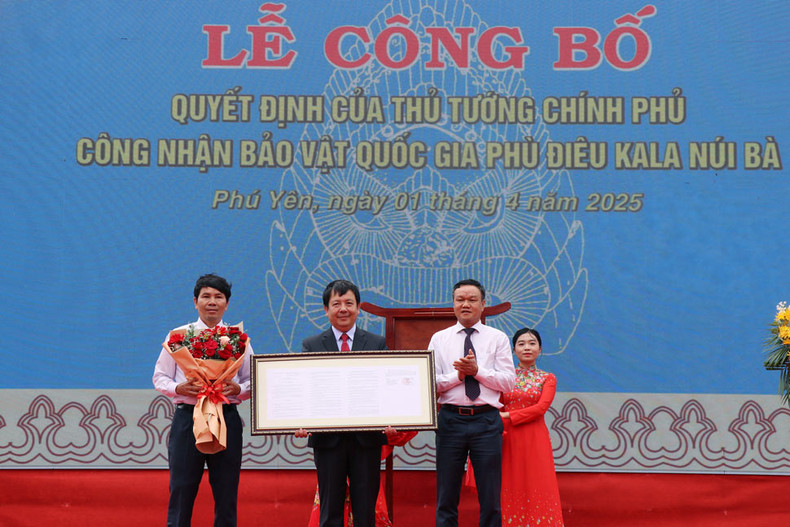 LỄ CÔNG BỐ
QUYẾT ĐỊNH CỦA THỦ TƯỚNG CHÍNH PHỦ
CÔNG NHẬN BẢO VẬT QUỐC GIA PHÙ ĐIÊU KALA NÚI BÀ
Phú Yên, ngày 01 tháng 4 năm 2025